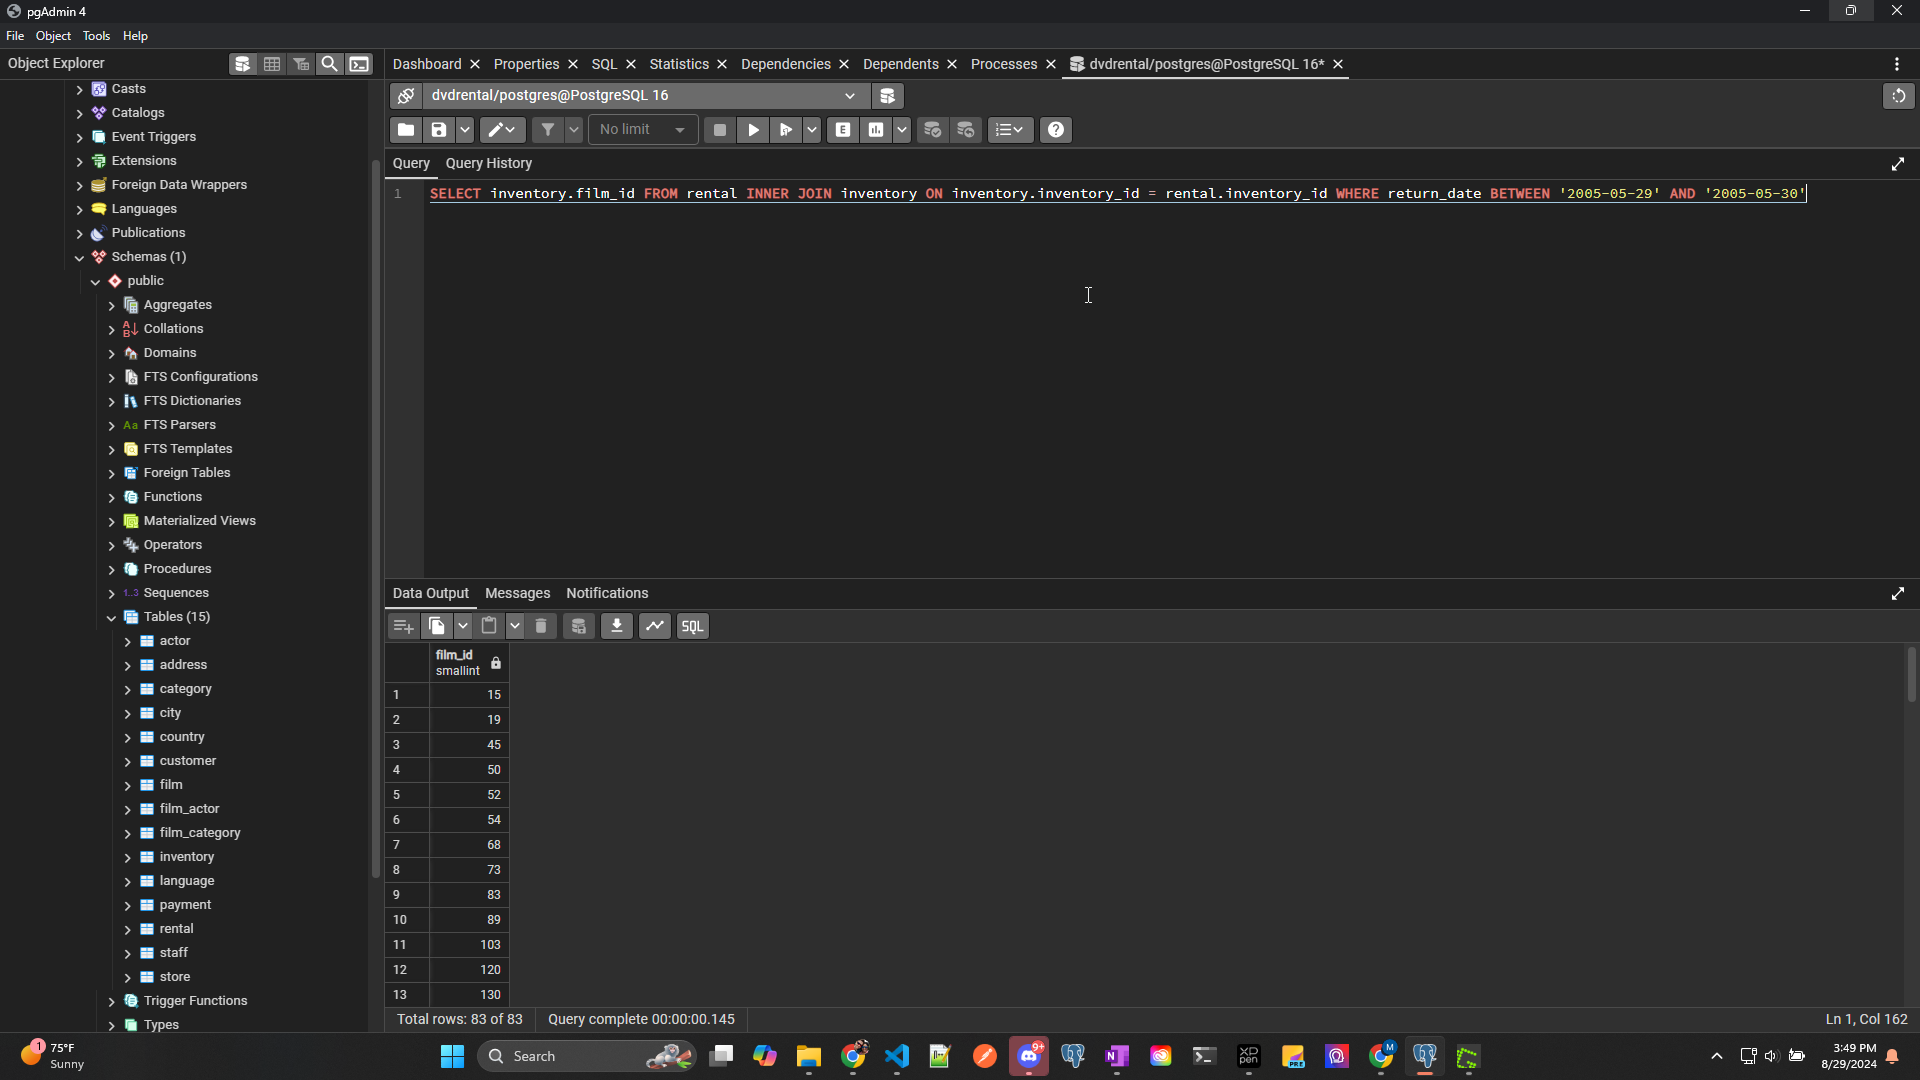 pgAdmin 4
File Object Tools Help
Object Explorer
Dashboard Properties SQL Statistics Dependencies Dependents Processes dvdrental/postgres@PostgreSQL 16*
dvdrental/postgres@PostgreSQL 16
No limit
Query Query History
1 SELECT inventory.film_id FROM rental INNER JOIN inventory ON inventory.inventory_id = rental.inventory_id WHERE return_date BETWEEN '2005-05-29' AND '2005-05-30'
Casts
Catalogs
Event Triggers
Extensions
Foreign Data Wrappers
Languages
Publications
Schemas (1)
public
Aggregates
Collations
Domains
FTS Configurations
FTS Dictionaries
Aa FTS Parsers
FTS Templates
Foreign Tables
Functions
Materialized Views
Operators
Procedures
1..3 Sequences
Tables (15)
actor
address
category
city
country
customer
film
film_actor
film_category
inventory
language
payment
rental
staff
store
Trigger Functions
Types
Data Output Messages Notifications
SQL
film_id
smallint
1 15
2 19
3 45
4 50
5 52
6 54
7 68
8 73
9 83
10 89
11 103
12 120
13 130
Total rows: 83 of 83 Query complete 00:00:00.145 Ln 1, Col 162
1
75°F
Sunny
Search
PRE
9+
N
XP
pen
M
3:49 PM
8/29/2024